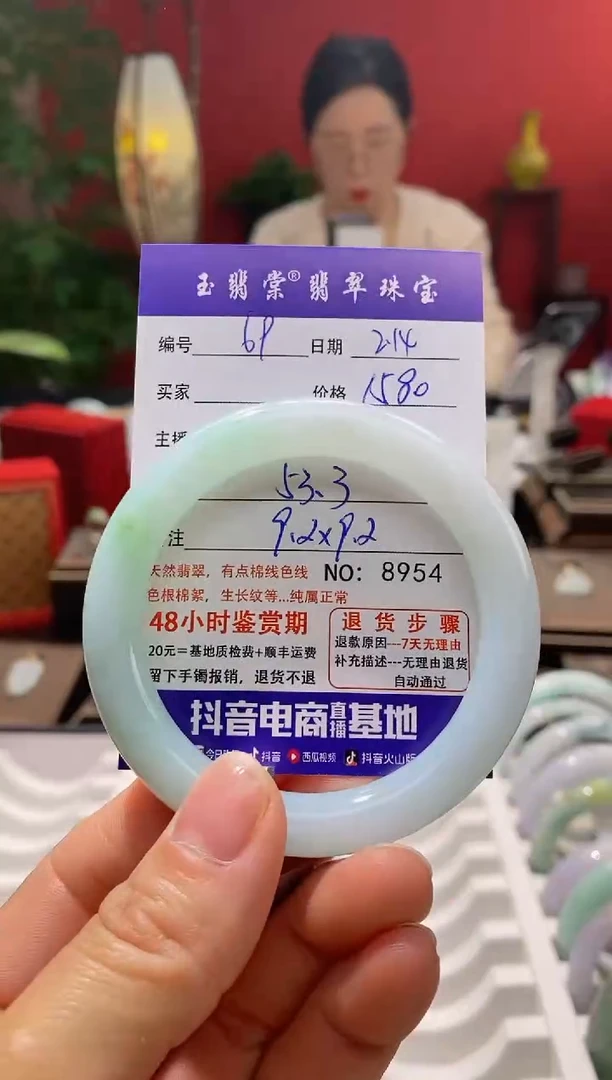 玉翡棠® 翡翠珠宝
编号 69 日期 2.14
买家 价格 1580
主播
53.3
注 9.2x9.2
天然翡翠，有点棉线色线 NO: 8954
色根棉絮，生长纹等...纯属正常
48小时鉴赏期
20元=基地质检费+顺丰运费
留下手镯报销，退货不退
退货步骤
退款原因---7天无理由
补充描述---无理由退货
自动通过
抖音电商直播基地
抖音 西瓜视频 抖音火山版